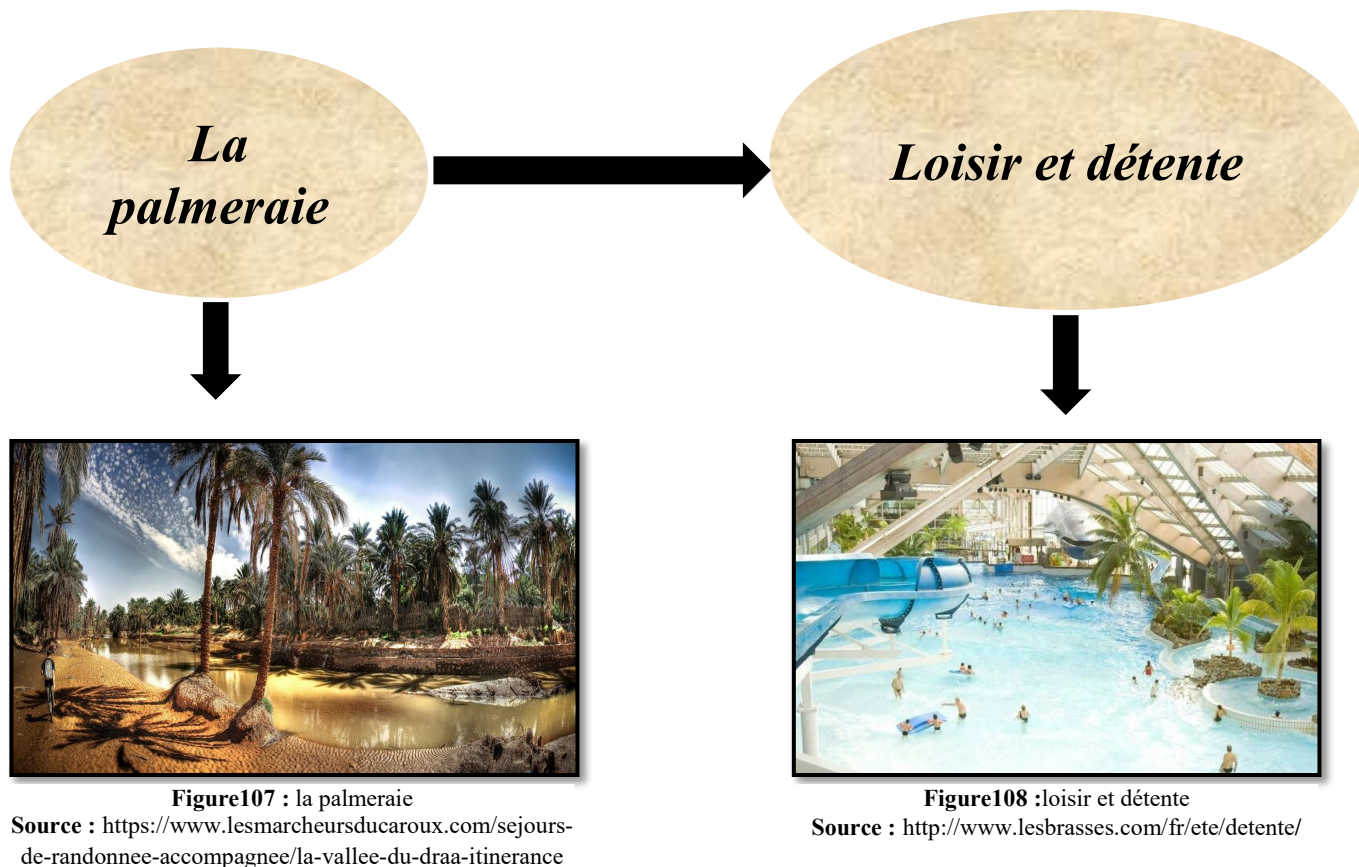 La
palmeraie
Loisir et détente
Figure107 : la palmeraie
Source : https://www.lesmarcheursducaroux.com/sejours-
de-randonnee-accompagnee/la-vallee-du-draa-itinerance
Figure108 :loisir et détente
Source : http://www.lesbrasses.com/fr/ete/detente/